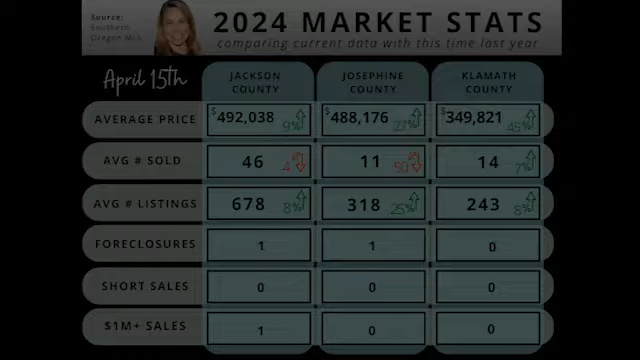 Source:
Southern
Oregon MLS
2024 MARKET STATS
comparing current data with this time last year
April 15th
JACKSON COUNTY
JOSEPHINE COUNTY
KLAMATH COUNTY
AVERAGE PRICE $492,038 9% $488,176 27% $349,821 45%
AVG # SOLD 46 4% 11 50% 14 7%
AVG # LISTINGS 678 8% 318 25% 243 8%
FORECLOSURES 1 1 0
SHORT SALES 0 0 0
$1M+ SALES 1 0 0